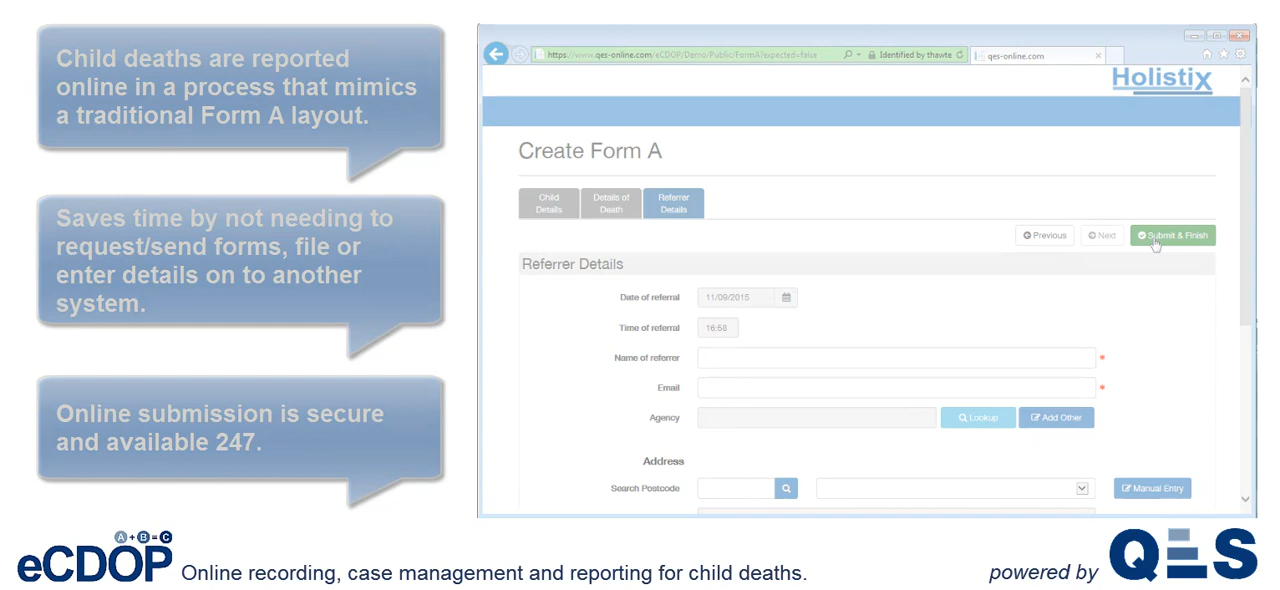 Child deaths are reported
online in a process that mimics
a traditional Form A layout.
Saves time by not needing to
request/send forms, file or
enter details on to another
system.
Online submission is secure
and available 247.
https://www.qes-online.com/eCDOP/Demo/Public/FormA?expected=false
Identified by thawte
qes-online.com
Holistix
Create Form A
Child Details
Details of Death
Referrer Details
Previous
Next
Submit & Finish
Referrer Details
Date of referral 11/09/2015
Time of referral 16:58
Name of referrer *
Email *
Agency Lookup Add Other
Address
Search Postcode Manual Entry
A + B = C
eCDOP Online recording, case management and reporting for child deaths.
powered by QES